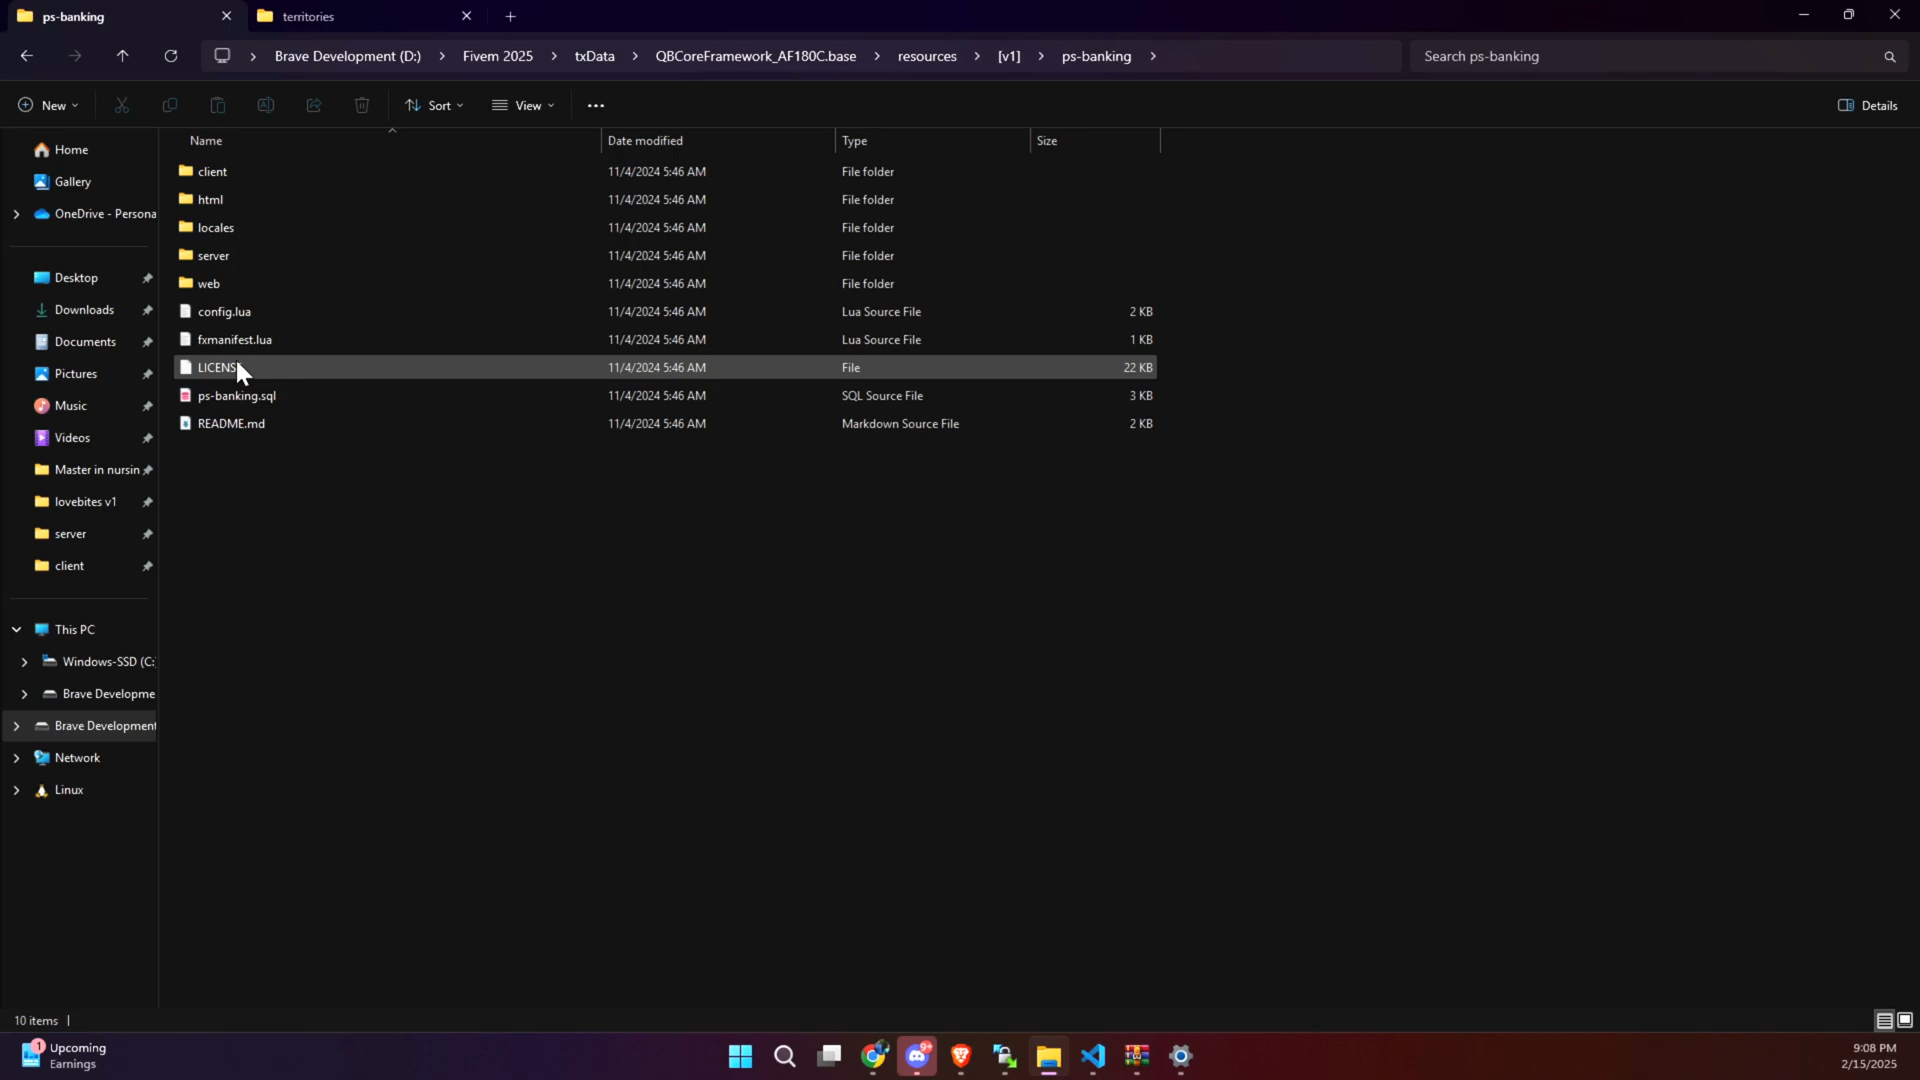 ps-banking
territories
Brave Development (D:) Fivem 2025 txData QBCoreFramework_AF180C.base resources [v1] ps-banking
Search ps-banking
New Sort View Details
Name Date modified Type Size
client 11/4/2024 5:46 AM File folder
html 11/4/2024 5:46 AM File folder
locales 11/4/2024 5:46 AM File folder
server 11/4/2024 5:46 AM File folder
web 11/4/2024 5:46 AM File folder
config.lua 11/4/2024 5:46 AM Lua Source File 2 KB
fxmanifest.lua 11/4/2024 5:46 AM Lua Source File 1 KB
LICENS 11/4/2024 5:46 AM File 22 KB
ps-banking.sql 11/4/2024 5:46 AM SQL Source File 3 KB
README.md 11/4/2024 5:46 AM Markdown Source File 2 KB
Home
Gallery
OneDrive - Persona
Desktop
Downloads
Documents
Pictures
Music
Videos
Master in nursin
lovebites v1
server
client
This PC
Windows-SSD (C:
Brave Developme
Brave Development
Network
Linux
10 items
1
Upcoming
Earnings
9+
9:08 PM
2/15/2025